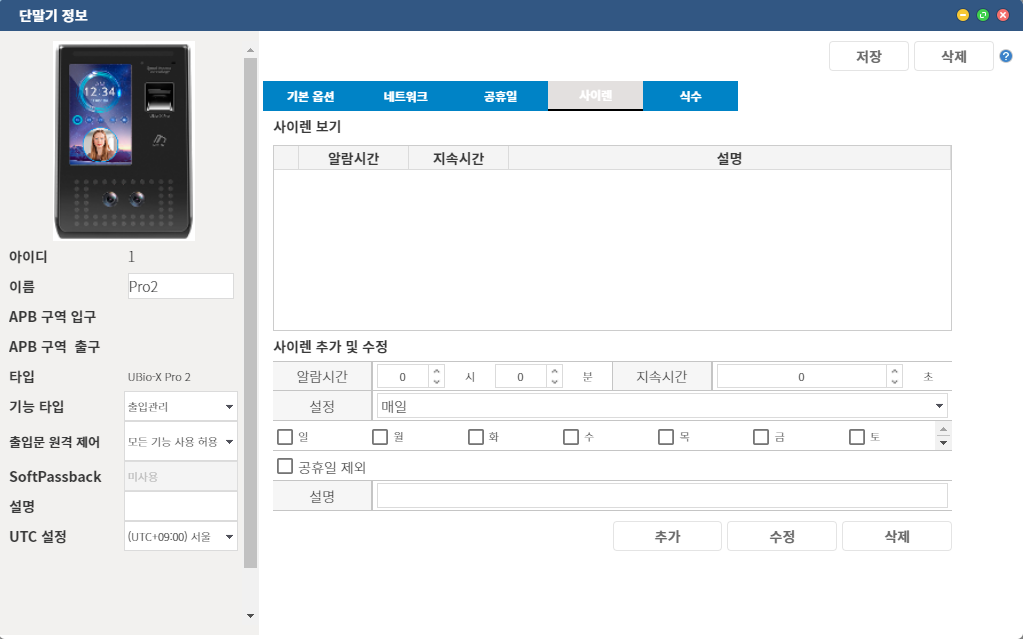 단말기 정보
저장 삭제
기본 옵션 네트워크 공휴일 사이렌 식수
12:34
사이렌 보기
알람시간 지속시간 설명
아이디 1
이름 Pro2
APB 구역 입구
APB 구역 출구
타입 UBio-X Pro 2
기능 타입 출입관리
출입문 원격 제어 모든 기능 사용 허용
SoftPassback 미사용
설명
UTC 설정 (UTC+09:00) 서울
사이렌 추가 및 수정
알람시간 0 시 0 분 지속시간 0 초
설정 매일
일 월 화 수 목 금 토
공휴일 제외
설명
추가 수정 삭제